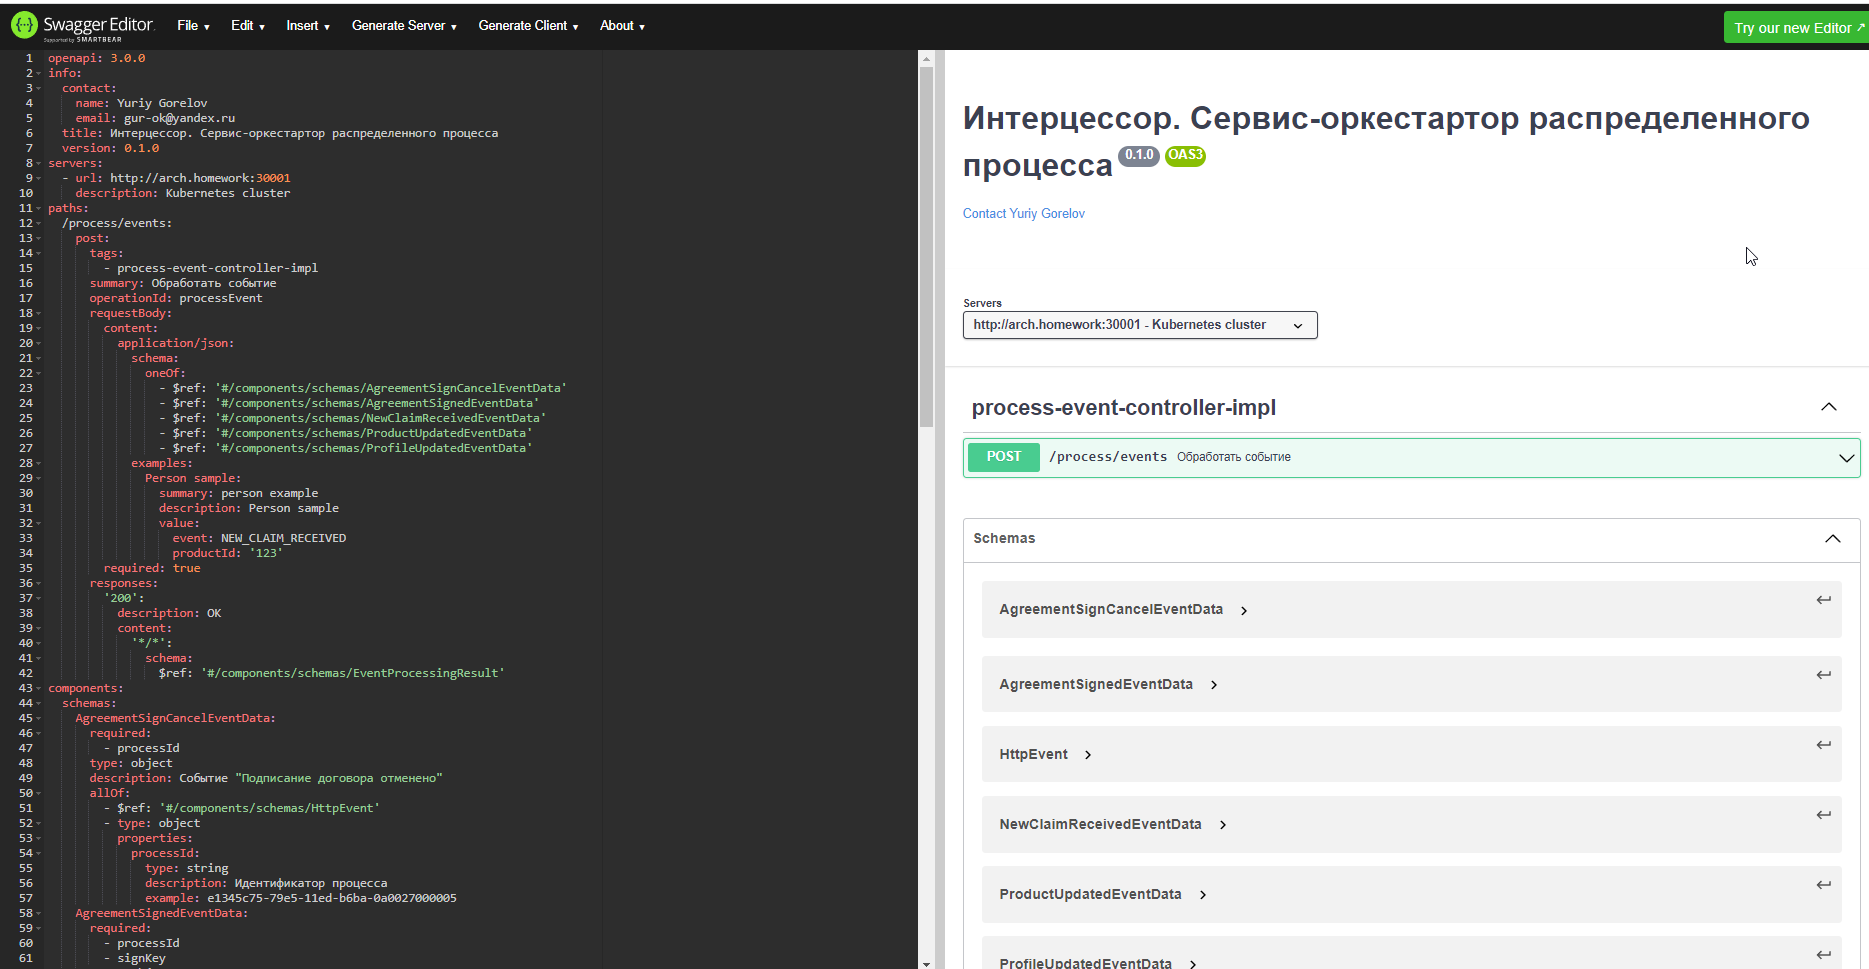 Swagger Editor.
Supported by SMARTBEAR
File ▾ Edit ▾ Insert ▾ Generate Server ▾ Generate Client ▾ About ▾
Try our new Editor ↗
1 openapi: 3.0.0
2 info:
3 contact:
4 name: Yuriy Gorelov
5 email: gur-ok@yandex.ru
6 title: Интерцессор. Сервис-оркестартор распределенного процесса
7 version: 0.1.0
8 servers:
9 - url: http://arch.homework:30001
10 description: Kubernetes cluster
11 paths:
12 /process/events:
13 post:
14 tags:
15 - process-event-controller-impl
16 summary: Обработать событие
17 operationId: processEvent
18 requestBody:
19 content:
20 application/json:
21 schema:
22 oneOf:
23 - $ref: '#/components/schemas/AgreementSignCancelEventData'
24 - $ref: '#/components/schemas/AgreementSignedEventData'
25 - $ref: '#/components/schemas/NewClaimReceivedEventData'
26 - $ref: '#/components/schemas/ProductUpdatedEventData'
27 - $ref: '#/components/schemas/ProfileUpdatedEventData'
28 examples:
29 Person sample:
30 summary: person example
31 description: Person sample
32 value:
33 event: NEW_CLAIM_RECEIVED
34 productId: '123'
35 required: true
36 responses:
37 '200':
38 description: OK
39 content:
40 '*/*':
41 schema:
42 $ref: '#/components/schemas/EventProcessingResult'
43 components:
44 schemas:
45 AgreementSignCancelEventData:
46 required:
47 - processId
48 type: object
49 description: Событие "Подписание договора отменено"
50 allOf:
51 - $ref: '#/components/schemas/HttpEvent'
52 - type: object
53 properties:
54 processId:
55 type: string
56 description: Идентификатор процесса
57 example: e1345c75-79e5-11ed-b6ba-0a0027000005
58 AgreementSignedEventData:
59 required:
60 - processId
61 - signKey
Интерцессор. Сервис-оркестартор распределенного
процесса 0.1.0 OAS3
Contact Yuriy Gorelov
Servers
http://arch.homework:30001 - Kubernetes cluster
process-event-controller-impl
POST /process/events Обработать событие
Schemas
AgreementSignCancelEventData
AgreementSignedEventData
HttpEvent
NewClaimReceivedEventData
ProductUpdatedEventData
ProfileUpdatedEventData